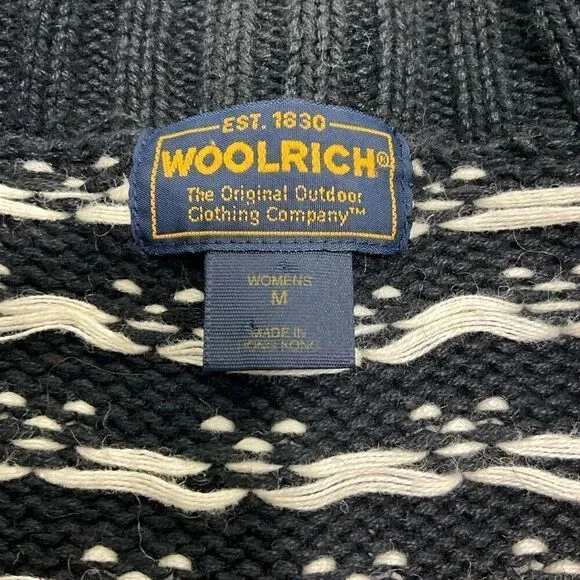 EST. 1830
WOOLRICH®
The Original Outdoor
Clothing Company™
WOMENS
M
MADE IN
HONG KONG